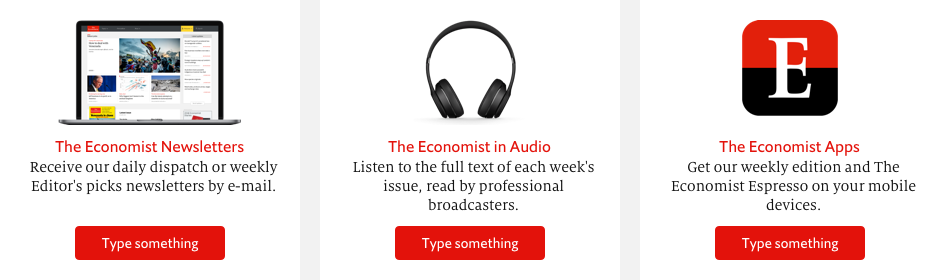 The Economist Newsletters
Receive our daily dispatch or weekly
Editor's picks newsletters by e-mail.
Type something
The Economist in Audio
Listen to the full text of each week's
issue, read by professional
broadcasters.
Type something
E
The Economist Apps
Get our weekly edition and The
Economist Espresso on your mobile
devices.
Type something